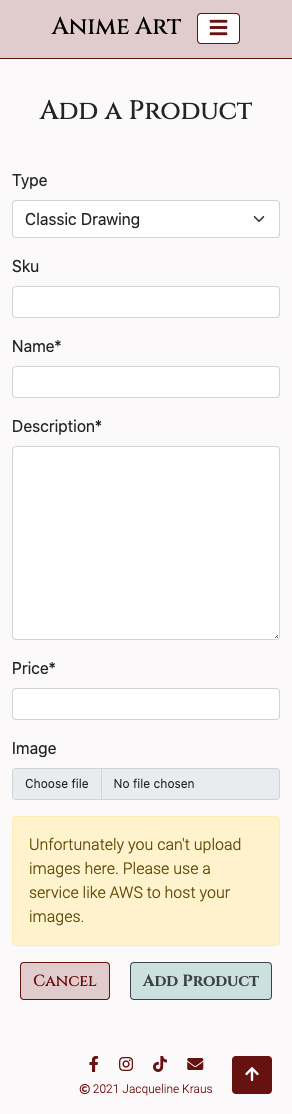 Anime Art
Add a Product
Type
Classic Drawing
Sku
Name*
Description*
Price*
Image
Choose file No file chosen
Unfortunately you can't upload
images here. Please use a
service like AWS to host your
images.
Cancel Add Product
© 2021 Jacqueline Kraus